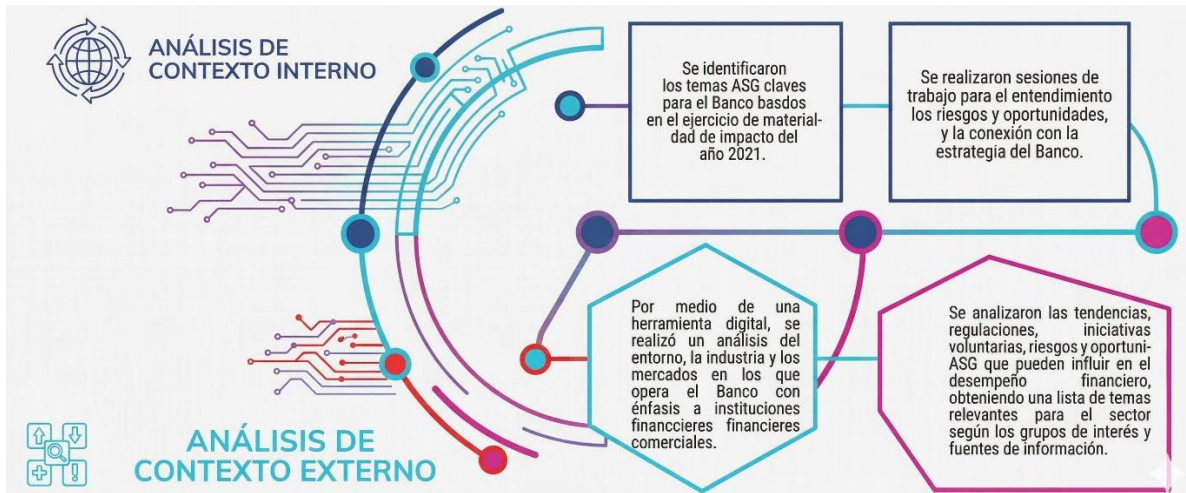 ANÁLISIS DE
CONTEXTO INTERNO
Se identificaron
los temas ASG claves
para el Banco basdos
en el ejercicio de material-
dad de impacto del
año 2021.
Se realizaron sesiones de
trabajo para el entendimiento
los riesgos y oportunidades,
y la conexión con la
estrategia del Banco.
Por medio de una
herramienta digital, se
realizó un análisis del
entorno, la industria y los
mercados en los que
opera el Banco con
énfasis a instituciones
financcieres financieres
comerciales.
Se analizaron las tendencias,
regulaciones, iniciativas
voluntarias, riesgos y oportuni-
ASG que pueden influir en el
desempeño financiero,
obteniendo una lista de temas
relevantes para el sector
según los grupos de interés y
fuentes de información.
ANÁLISIS DE
CONTEXTO EXTERNO